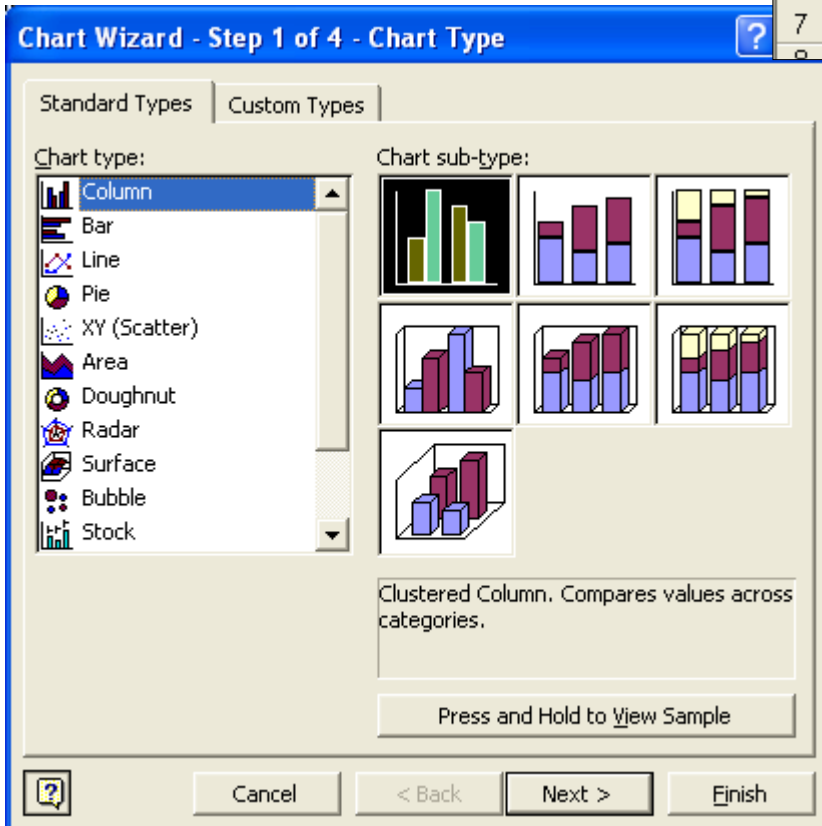 7
Chart Wizard - Step 1 of 4 - Chart Type
?
Standard Types
Custom Types
Chart type:
Chart sub-type:
Column
Bar
Line
Pie
XY (Scatter)
Area
Doughnut
Radar
Surface
Bubble
Stock
Clustered Column. Compares values across
categories.
Press and Hold to View Sample
?
Cancel
< Back
Next >
Finish